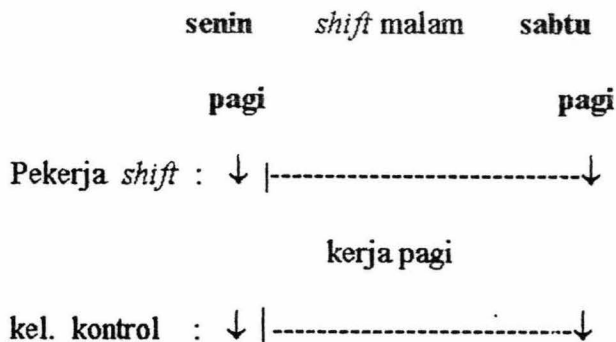 senin shift malam sabtu
pagi pagi
Pekerja shift : ↓ |------------------------------↓
kerja pagi
kel. kontrol : ↓ |------------------------------↓